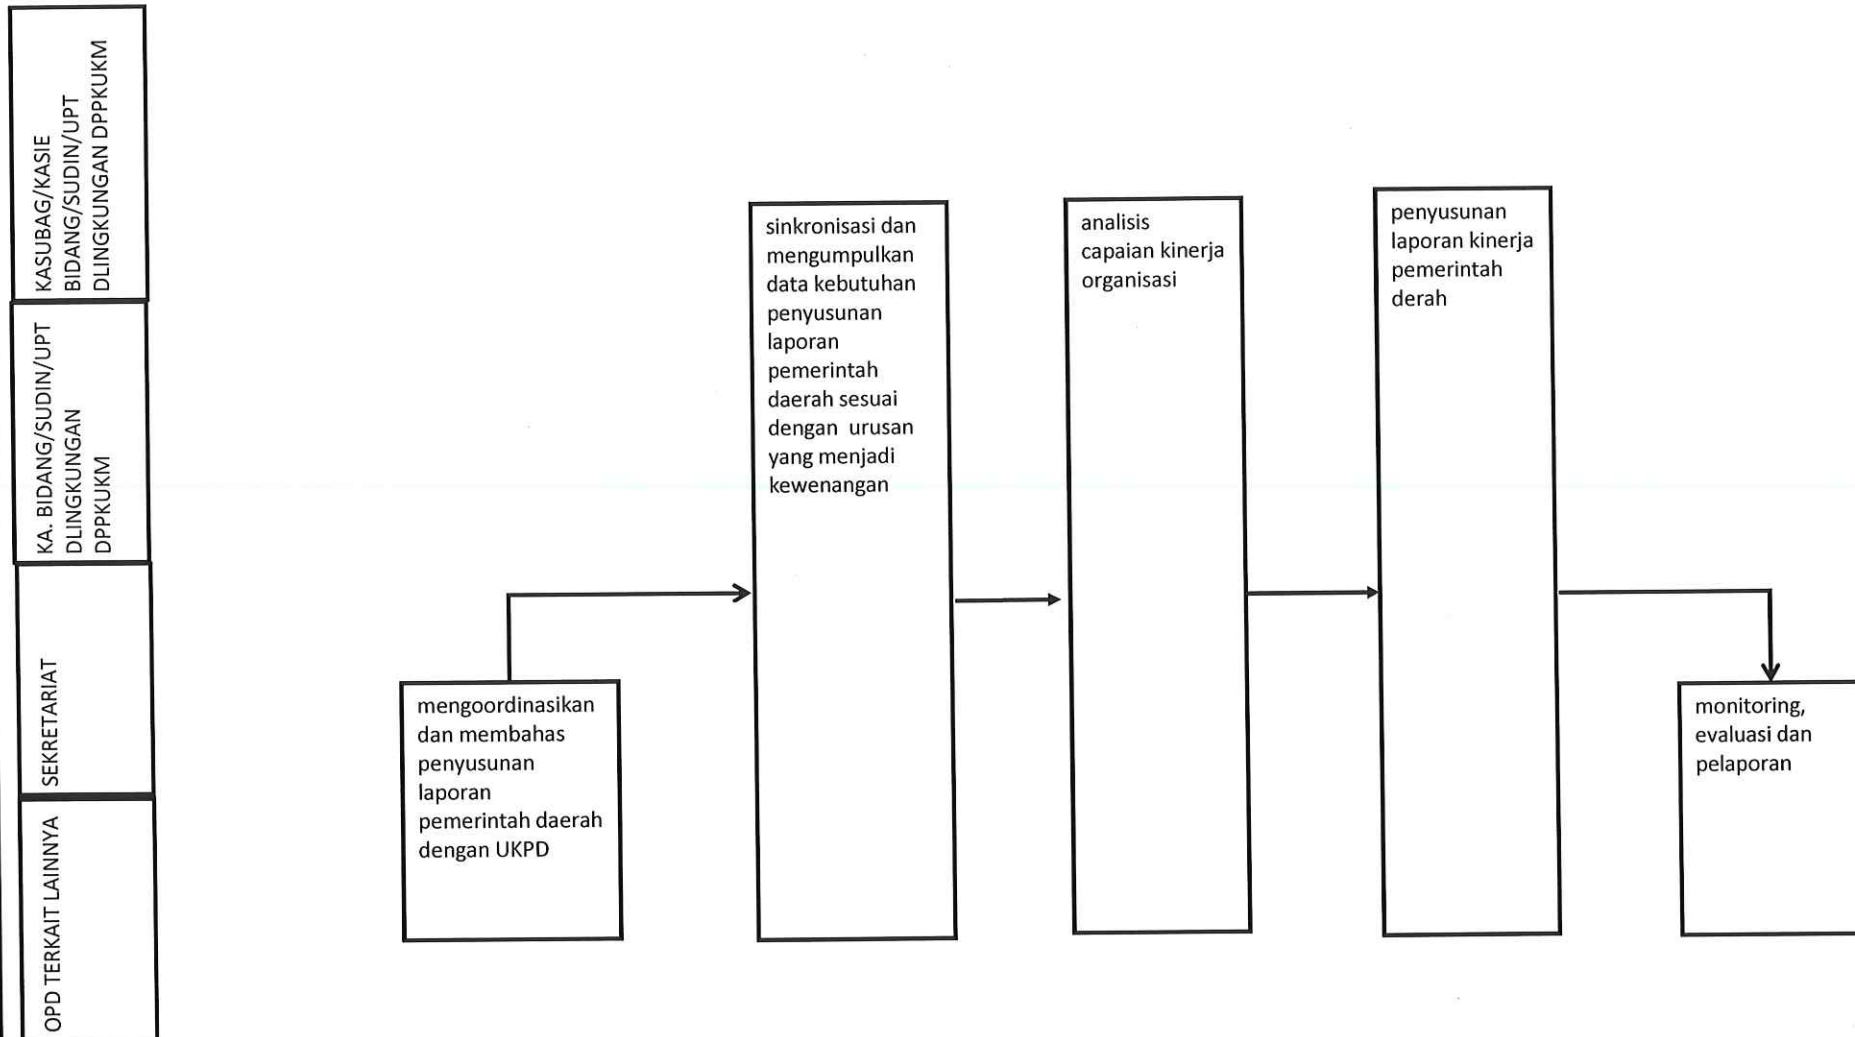 KASUBAG/KASIE
BIDANG/SUDIN/UPT
DLINGKUNGAN DPPKUKM
KA. BIDANG/SUDIN/UPT
DLINGKUNGAN
DPPKUKM
SEKRETARIAT
OPD TERKAIT LAINNYA
mengoordinasikan
dan membahas
penyusunan
laporan
pemerintah daerah
dengan UKPD
sinkronisasi dan
mengumpulkan
data kebutuhan
penyusunan
laporan
pemerintah
daerah sesuai
dengan urusan
yang menjadi
kewenangan
analisis
capaian kinerja
organisasi
penyusunan
laporan kinerja
pemerintah
derah
monitoring,
evaluasi dan
pelaporan